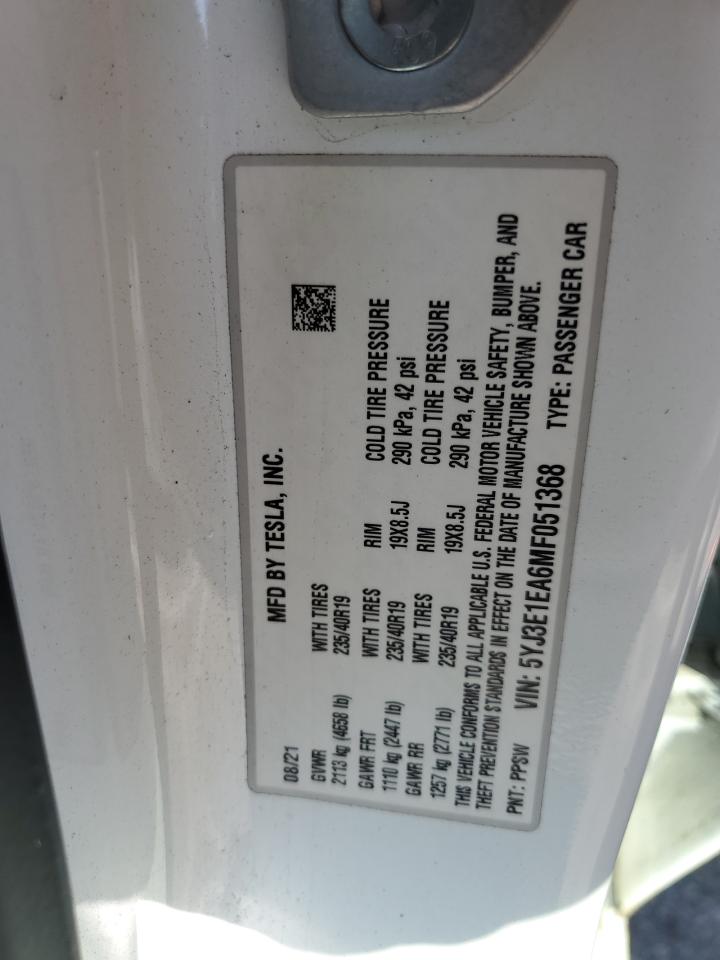 MFD BY TESLA, INC.
08/21
GVWR WITH TIRES
2113 kg (4658 lb) 235/40R19
GAWR FRT WITH TIRES RIM COLD TIRE PRESSURE
1110 kg (2447 lb) 235/40R19 19X8.5J 290 kPa, 42 psi
GAWR RR WITH TIRES RIM COLD TIRE PRESSURE
1257 kg (2771 lb) 235/40R19 19X8.5J 290 kPa, 42 psi
THIS VEHICLE CONFORMS TO ALL APPLICABLE U.S. FEDERAL MOTOR VEHICLE SAFETY, BUMPER, AND
THEFT PREVENTION STANDARDS IN EFFECT ON THE DATE OF MANUFACTURE SHOWN ABOVE.
PNT: PPSW VIN: 5YJ3E1EA6MF051368 TYPE: PASSENGER CAR